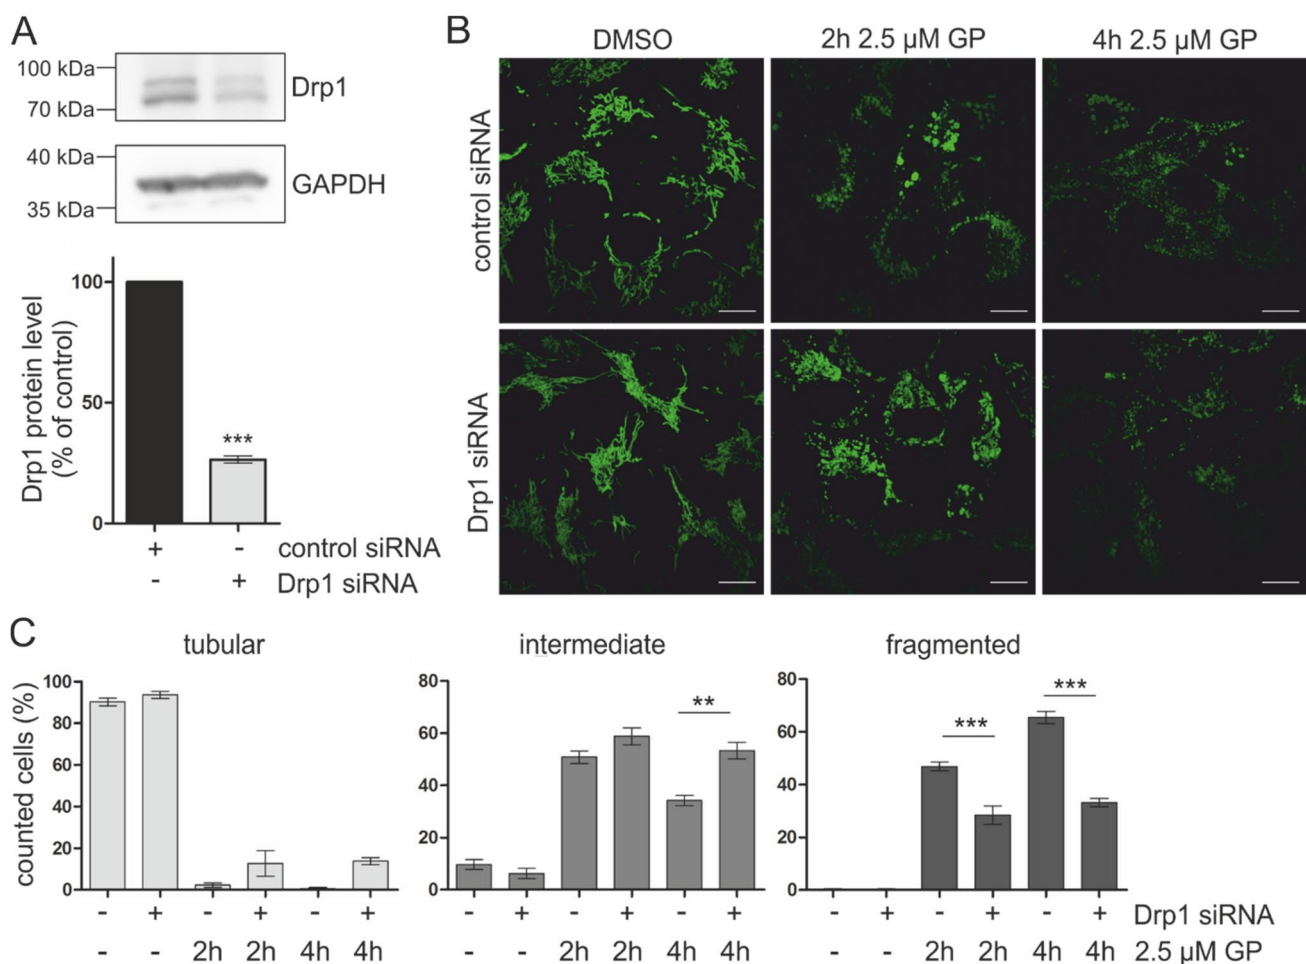 A
100 kDa
70 kDa
Drp1
40 kDa
35 kDa
GAPDH
Drp1 protein level
(% of control)
100
50
0
***
+ - control siRNA
- + Drp1 siRNA
B
DMSO 2h 2.5 µM GP 4h 2.5 µM GP
control siRNA
Drp1 siRNA
C
tubular intermediate fragmented
counted cells (%)
100
80
60
40
20
0
80
60
40
20
0
**
80
60
40
20
0
***
***
- + - + - + - + - + - + - + - + - + Drp1 siRNA
- - 2h 2h 4h 4h - - 2h 2h 4h 4h - - 2h 2h 4h 4h 2.5 µM GP